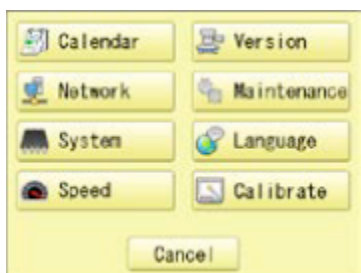 Calendar
Version
Network
Maintenance
System
Language
Speed
Calibrate
Cancel